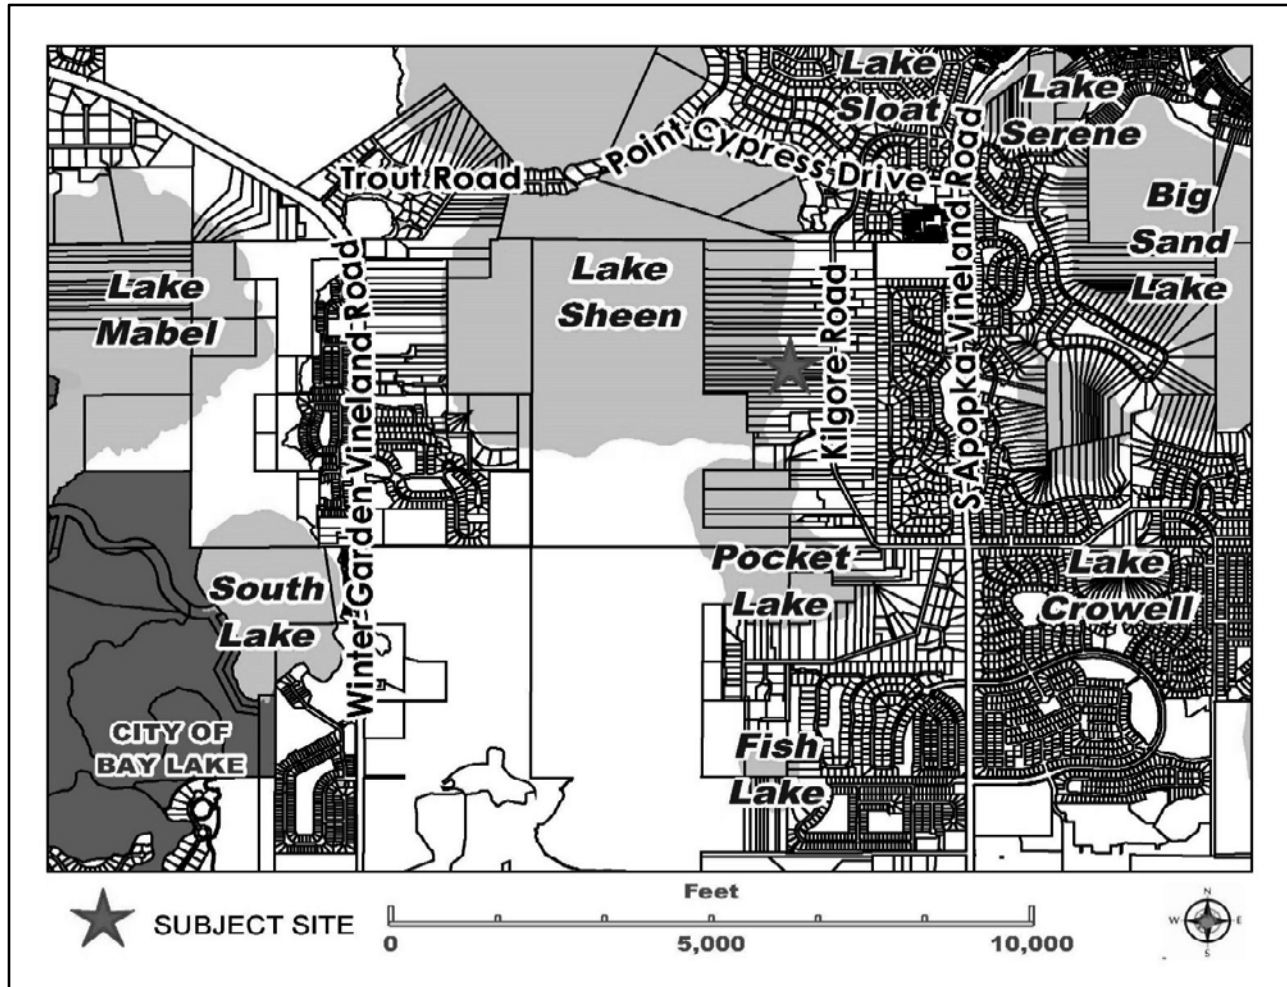 Lake
Sloat
Lake
Serene
Trout Road
Point Cypress Drive
Big
Sand
Lake
Lake
Mabel
Lake
Sheen
Winter Garden Vineland Road
Kilgore Road
S Apopka Vineland Road
South
Lake
Pocket
Lake
Lake
Crowell
CITY OF
BAY LAKE
Fish
Lake
SUBJECT SITE
Feet
0
5,000
10,000
N
W
E
S